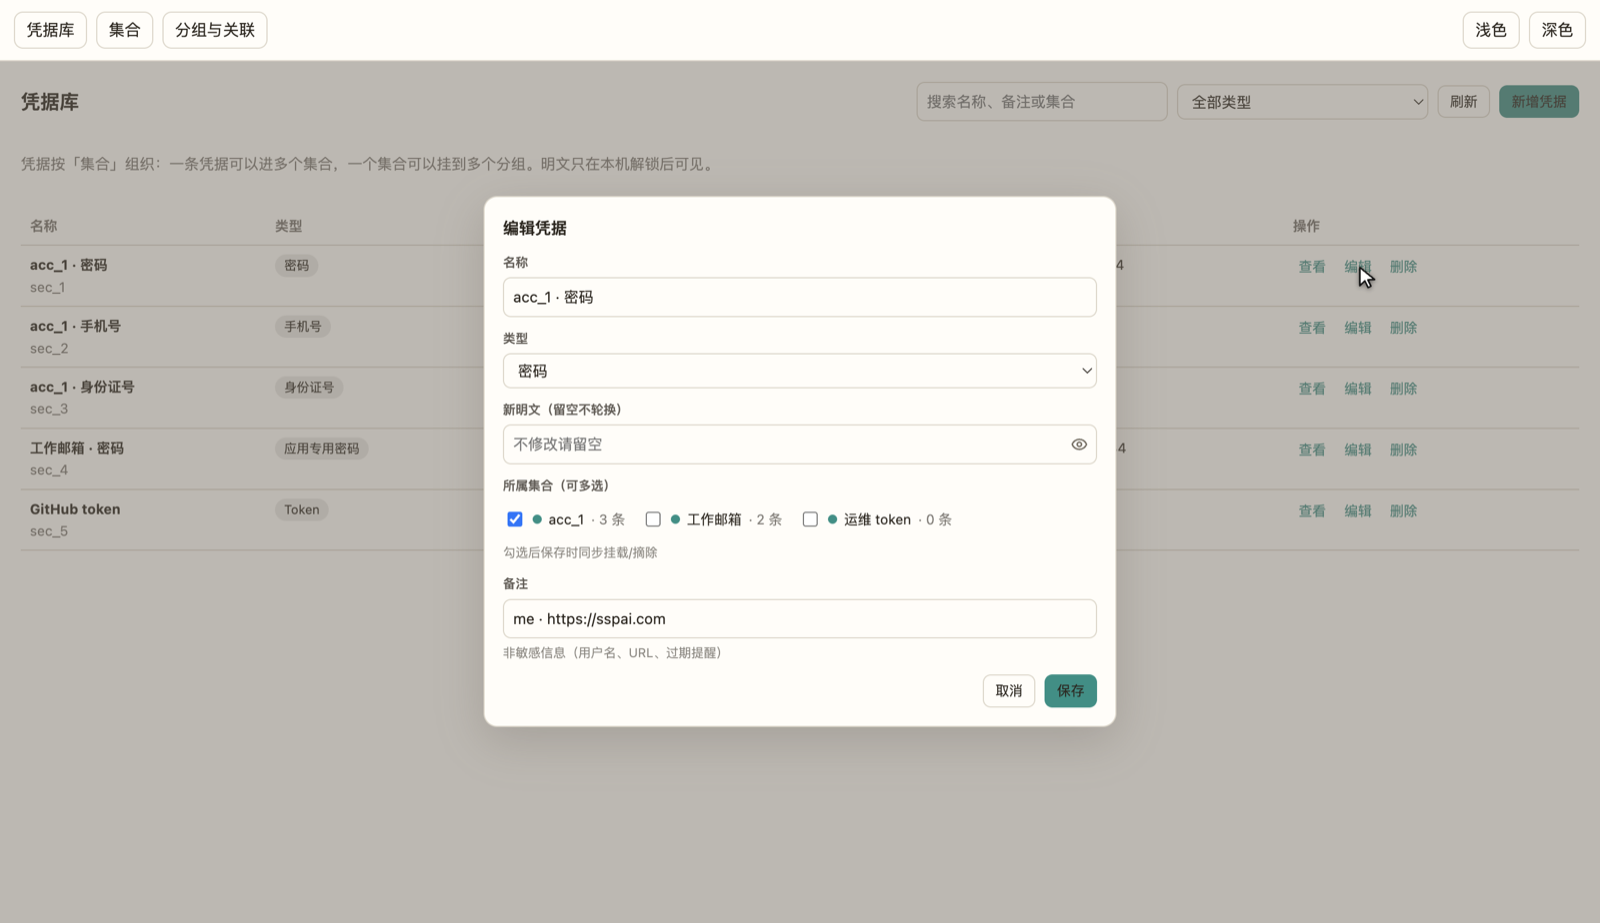 凭据库 集合 分组与关联 浅色 深色
凭据库 搜索名称、备注或集合 全部类型 刷新 新增凭据
凭据按「集合」组织：一条凭据可以进多个集合，一个集合可以挂到多个分组。明文只在本机解锁后可见。
名称 类型 操作
acc_1 · 密码 密码 4 查看 编辑 删除
sec_1
acc_1 · 手机号 手机号 查看 编辑 删除
sec_2
acc_1 · 身份证号 身份证号 查看 编辑 删除
sec_3
工作邮箱 · 密码 应用专用密码 4 查看 编辑 删除
sec_4
GitHub token Token 查看 编辑 删除
sec_5
编辑凭据
名称
acc_1 · 密码
类型
密码
新明文（留空不轮换）
不修改请留空
所属集合（可多选）
acc_1 · 3 条 工作邮箱 · 2 条 运维 token · 0 条
勾选后保存时同步挂载/摘除
备注
me · https://sspai.com
非敏感信息（用户名、URL、过期提醒）
取消 保存